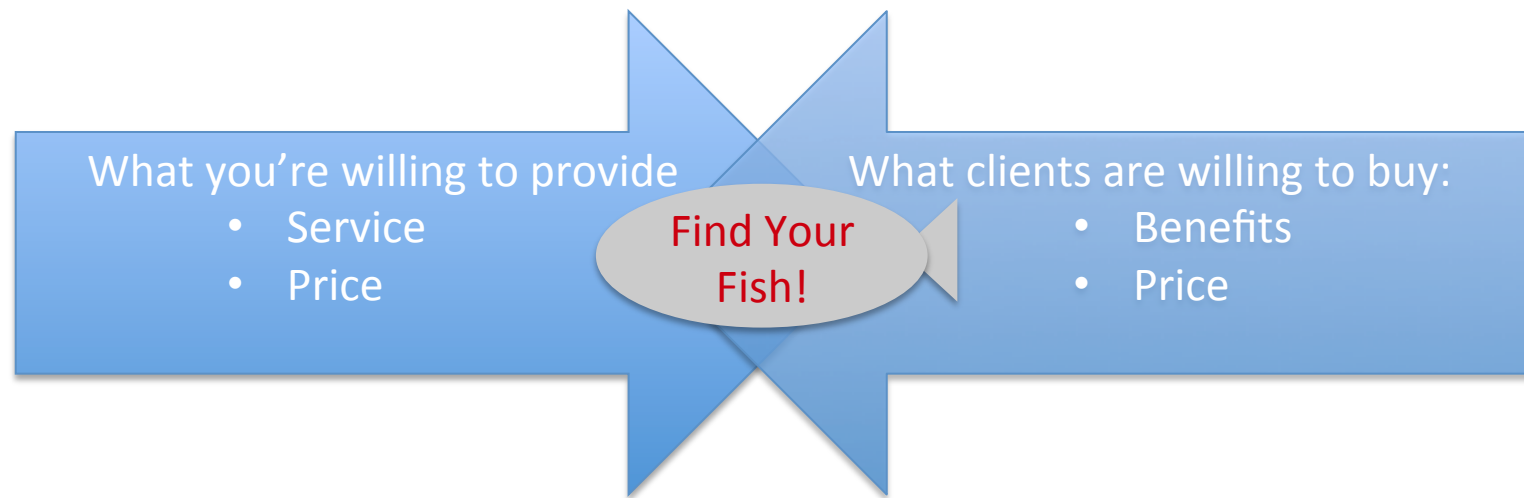 What you’re willing to provide
• Service
• Price
Find Your
Fish!
What clients are willing to buy:
• Benefits
• Price